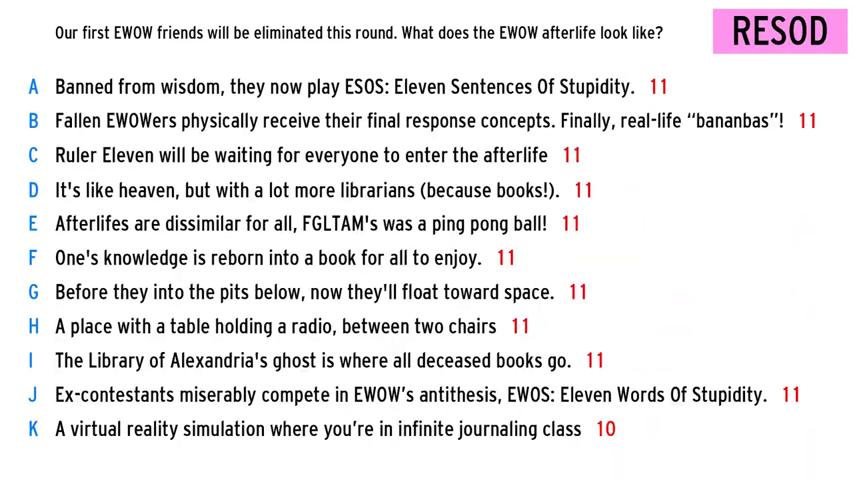 Our first EWOW friends will be eliminated this round. What does the EWOW afterlife look like?
RESOD
A Banned from wisdom, they now play ESOS: Eleven Sentences Of Stupidity. 11
B Fallen EWOWers physically receive their final response concepts. Finally, real-life “bananbas”! 11
C Ruler Eleven will be waiting for everyone to enter the afterlife 11
D It's like heaven, but with a lot more librarians (because books!). 11
E Afterlifes are dissimilar for all, FGLTAM's was a ping pong ball! 11
F One's knowledge is reborn into a book for all to enjoy. 11
G Before they into the pits below, now they'll float toward space. 11
H A place with a table holding a radio, between two chairs 11
I The Library of Alexandria's ghost is where all deceased books go. 11
J Ex-contestants miserably compete in EWOW’s antithesis, EWOS: Eleven Words Of Stupidity. 11
K A virtual reality simulation where you’re in infinite journaling class 10